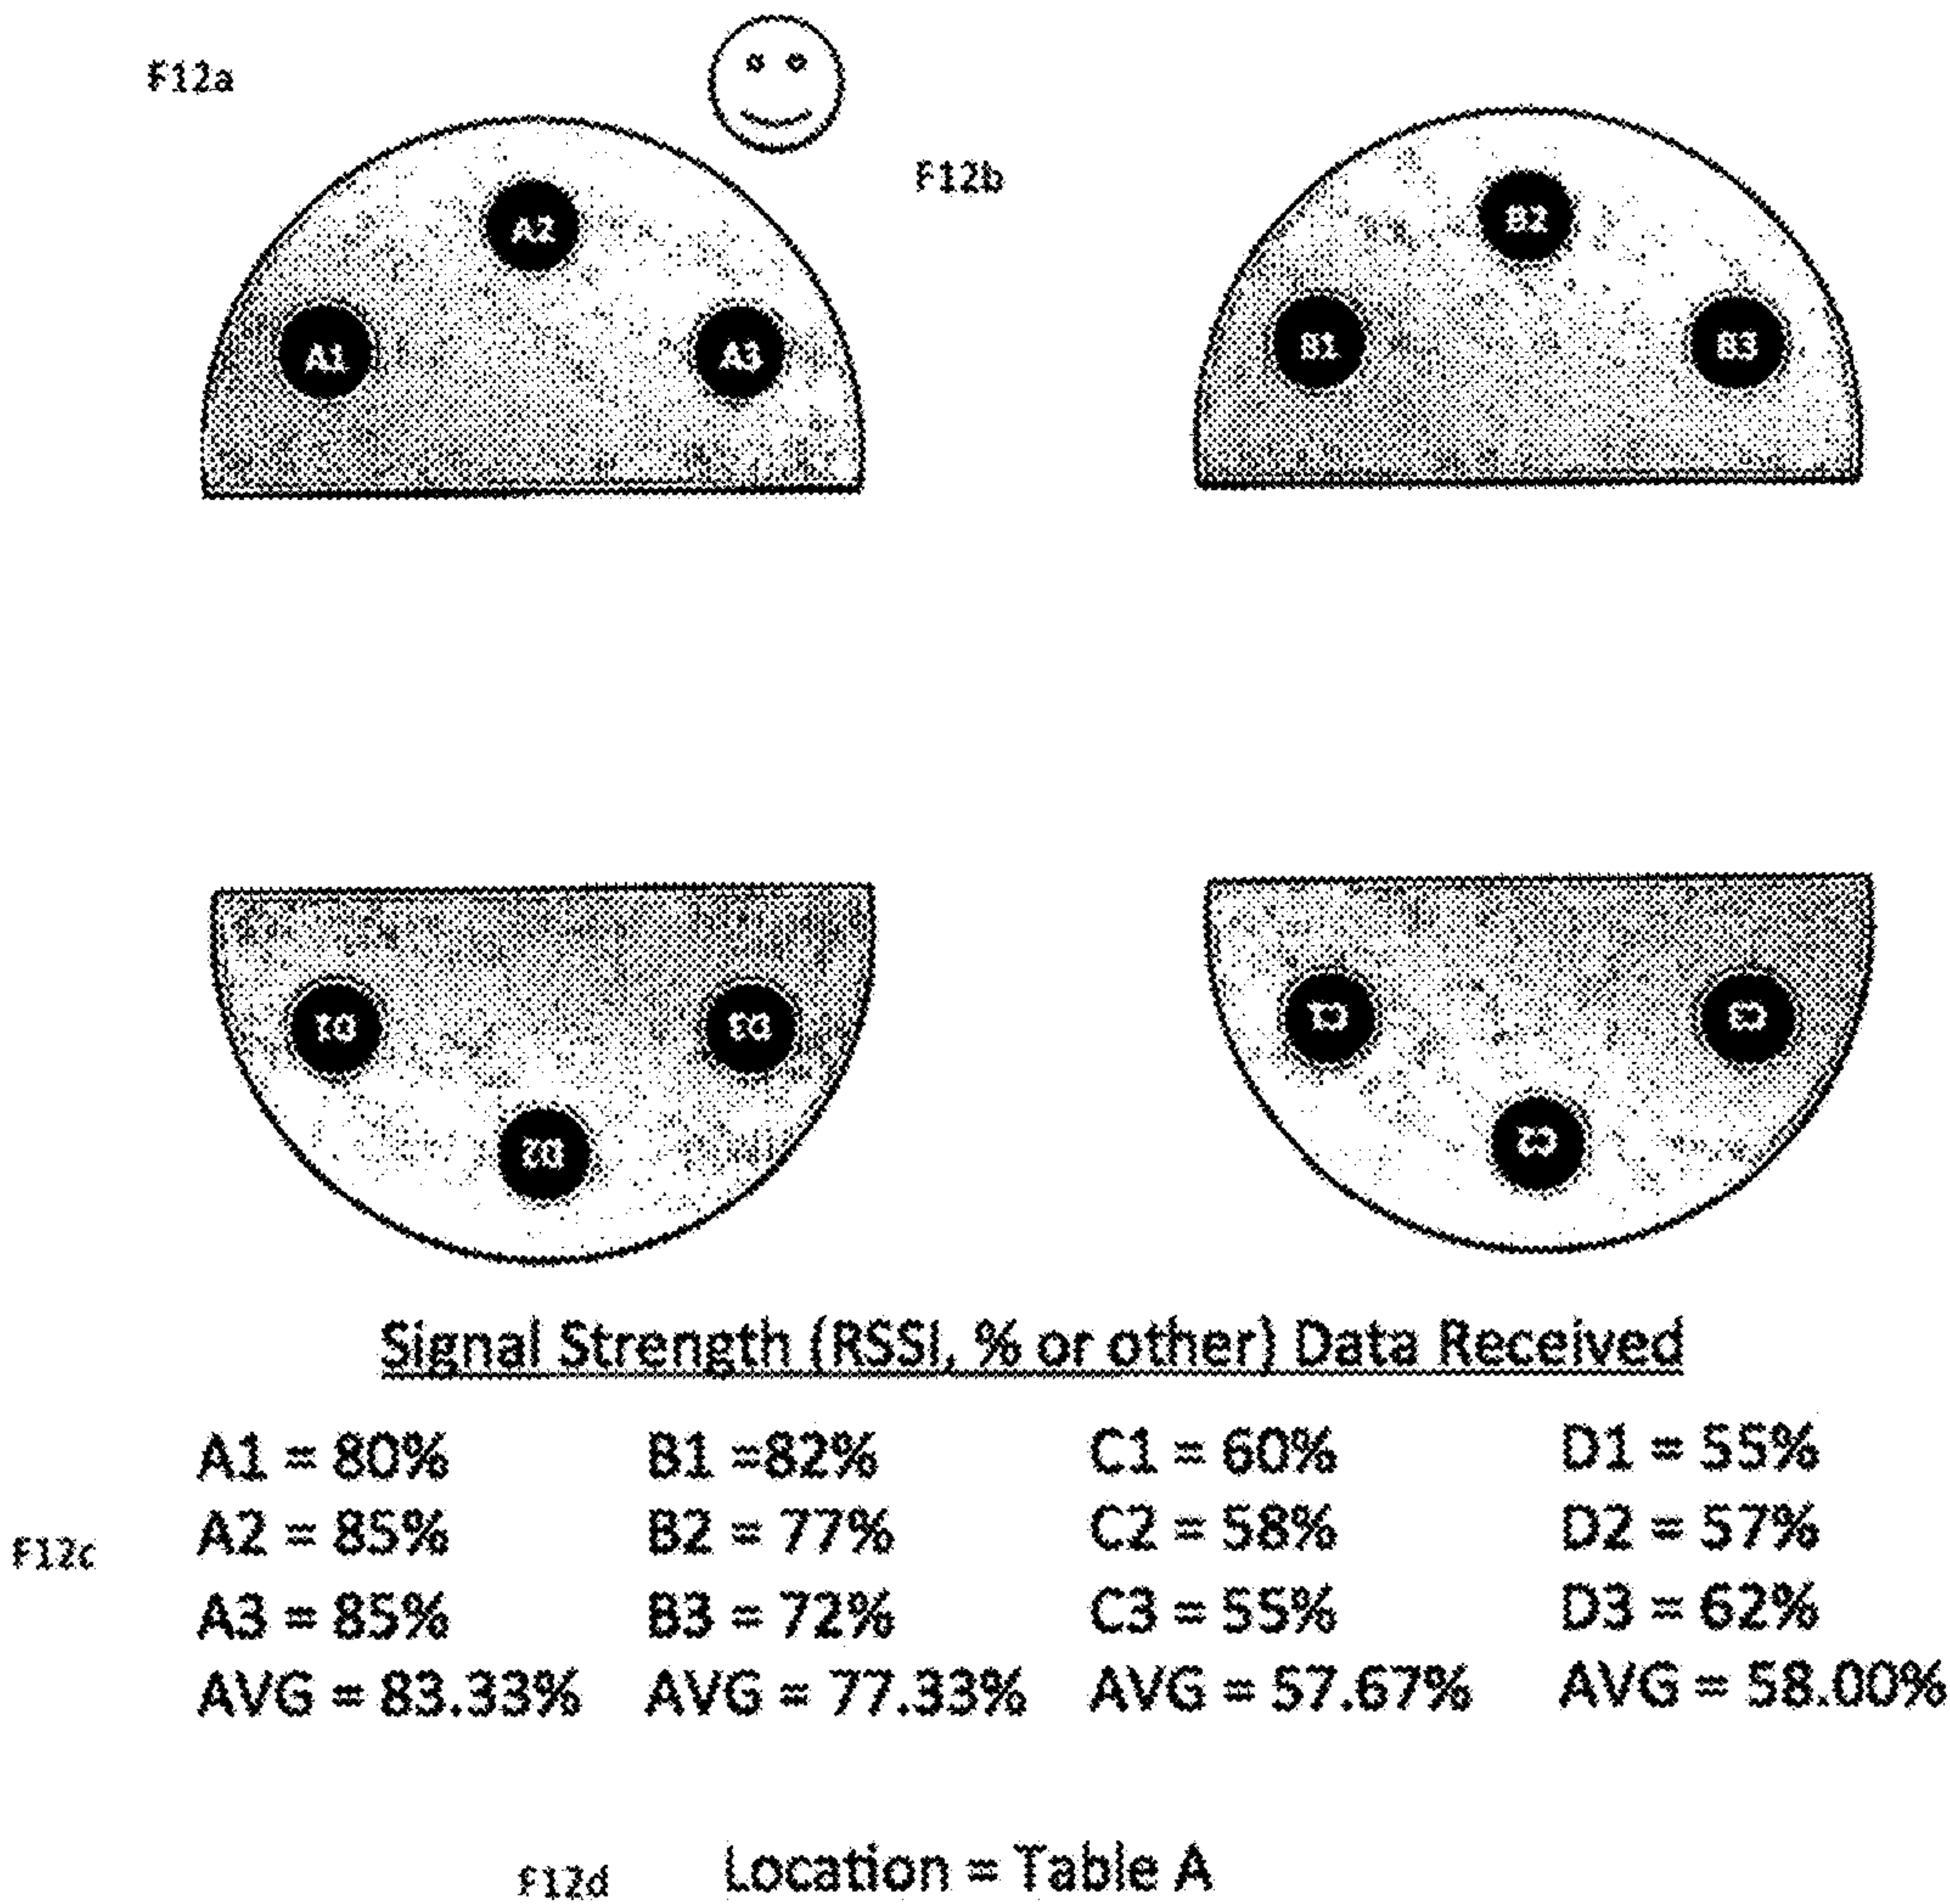 F12a
F12b
A2
B2
A1
A3
B1
B3
D2
C2
Signal Strength (RSSI, % or other) Data Received
A1 = 80% B1 =82% C1 = 60% D1 = 55%
A2 = 85% B2 = 77% C2 = 58% D2 = 57%
F12c
A3 = 85% B3 = 72% C3 = 55% D3 = 62%
AVG = 83.33% AVG = 77.33% AVG = 57.67% AVG = 58.00%
F12d Location = Table A